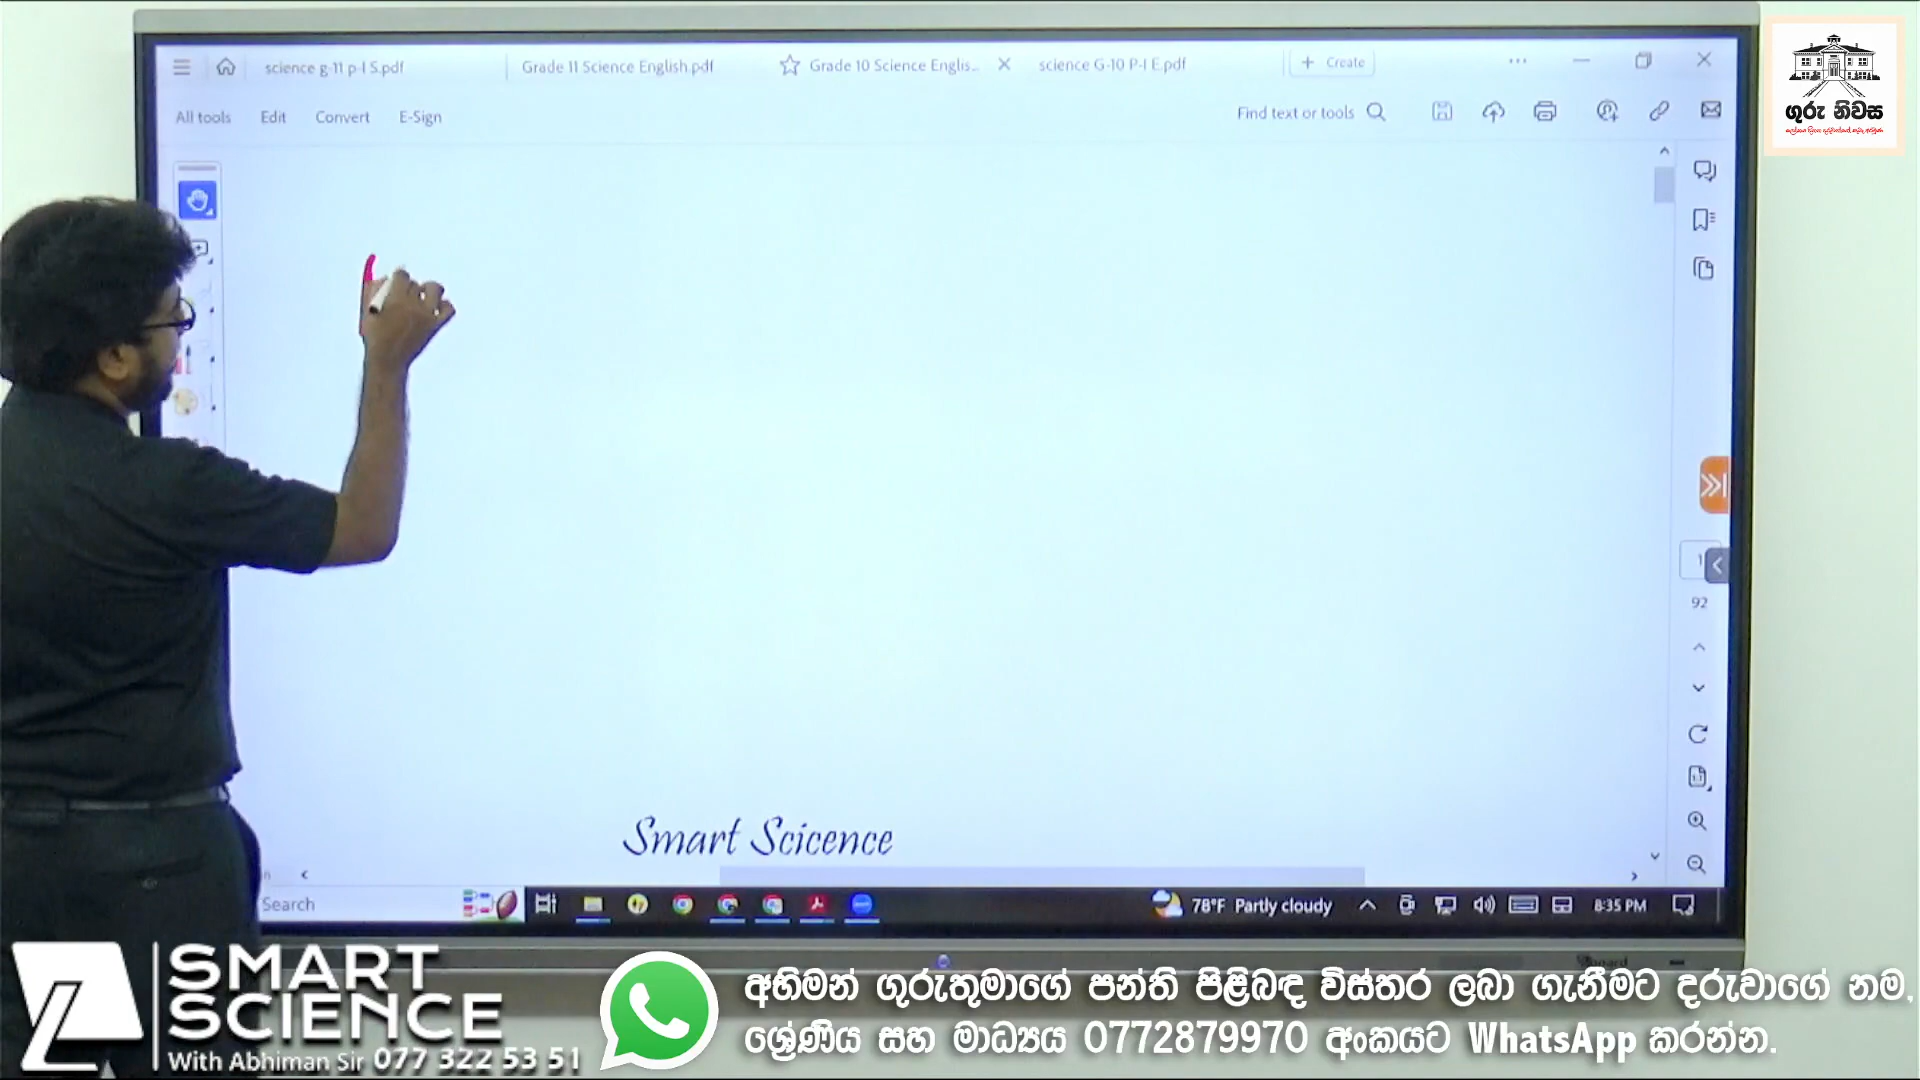 science g-11 p-I S.pdf
Grade 11 Science English.pdf
Grade 10 Science Englis...
science G-10 P-I E.pdf
+ Create
All tools
Edit
Convert
E-Sign
Find text or tools
ගුරු නිවස
1
92
Smart Scicence
Search
78°F Partly cloudy
8:35 PM
SMART
SCIENCE
With Abhiman Sir 077 322 53 51
අභිමන් ගුරුතුමාගේ පන්ති පිළිබඳ විස්තර ලබා ගැනීමට දරුවාගේ නම,
ශ්‍රේණිය සහ මාධ්‍යය 0772879970 අංකයට WhatsApp කරන්න.